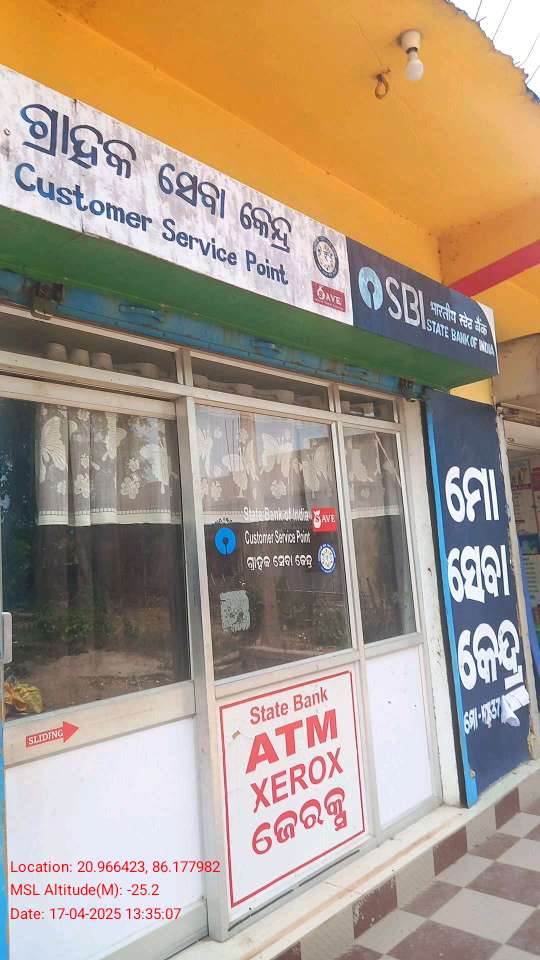 ଗ୍ରାହକ ସେବା କେନ୍ଦ୍ର
Customer Service Point
SAVE
SBI
भारतीय स्टेट बैंक
STATE BANK OF INDIA
State Bank of India
SAVE
Customer Service Point
ଗ୍ରାହକ ସେବା କେନ୍ଦ୍ର
ମୋ
ସେବା
କେନ୍ଦ୍ର
SLIDING
State Bank
ATM
XEROX
ଜେରକ୍ସ
Location: 20.966423, 86.177982
MSL Altitude(M): -25.2
Date: 17-04-2025 13:35:07